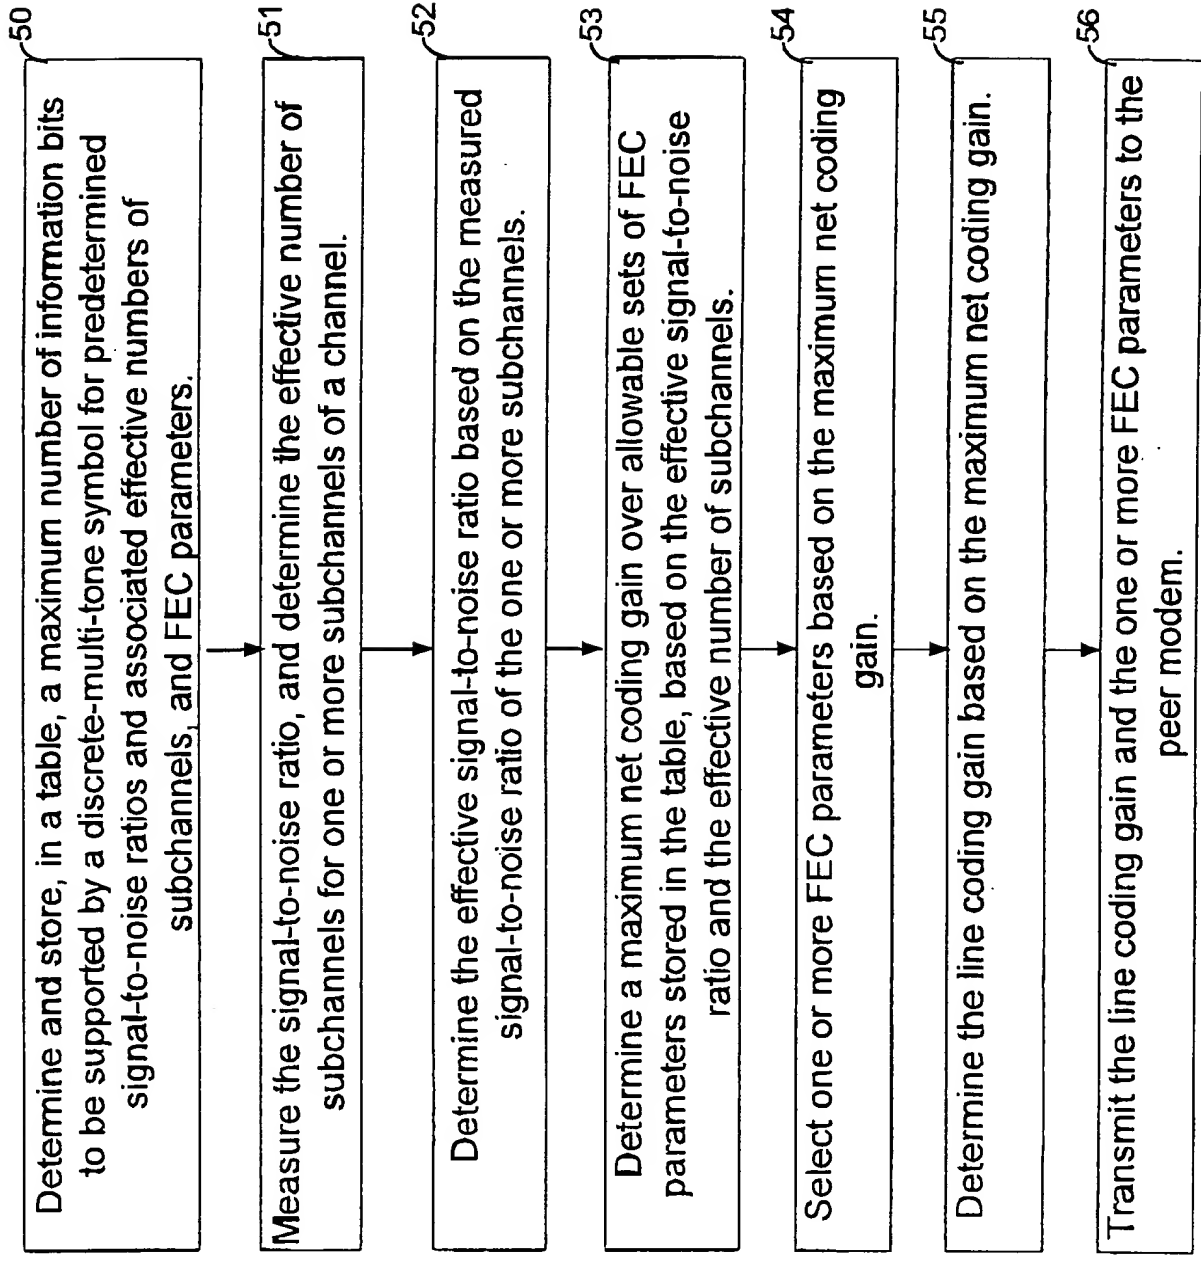 50
Determine and store, in a table, a maximum number of information bits
to be supported by a discrete-multi-tone symbol for predetermined
signal-to-noise ratios and associated effective numbers of
subchannels, and FEC parameters.
51
Measure the signal-to-noise ratio, and determine the effective number of
subchannels for one or more subchannels of a channel.
52
Determine the effective signal-to-noise ratio based on the measured
signal-to-noise ratio of the one or more subchannels.
53
Determine a maximum net coding gain over allowable sets of FEC
parameters stored in the table, based on the effective signal-to-noise
ratio and the effective number of subchannels.
54
Select one or more FEC parameters based on the maximum net coding
gain.
55
Determine the line coding gain based on the maximum net coding gain.
56
Transmit the line coding gain and the one or more FEC parameters to the
peer modem.